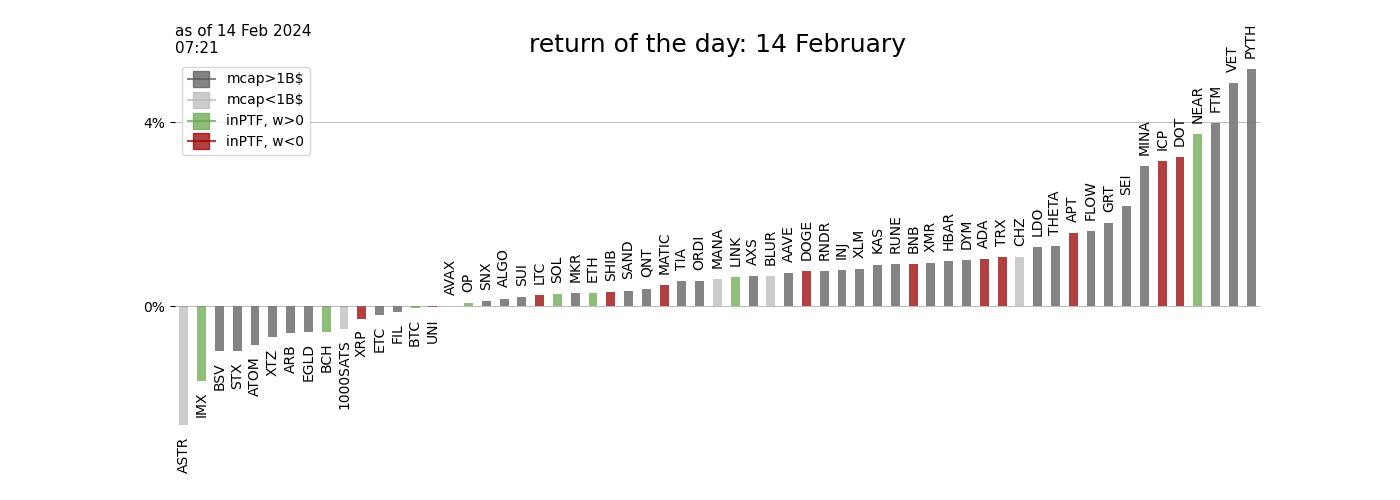 as of 14 Feb 2024
07:21
return of the day: 14 February
mcap>1B$
mcap<1B$
inPTF, w>0
inPTF, w<0
4%
0%
ASTR
IMX
BSV
STX
ATOM
XTZ
ARB
EGLD
BCH
1000SATS
XRP
ETC
FIL
BTC
UNI
AVAX
OP
SNX
ALGO
SUI
LTC
SOL
MKR
ETH
SHIB
SAND
QNT
MATIC
TIA
ORDI
MANA
LINK
AXS
BLUR
AAVE
DOGE
RNDR
INJ
XLM
KAS
RUNE
BNB
XMR
HBAR
DYM
ADA
TRX
CHZ
LDO
THETA
APT
FLOW
GRT
SEI
MINA
ICP
DOT
NEAR
FTM
VET
PYTH